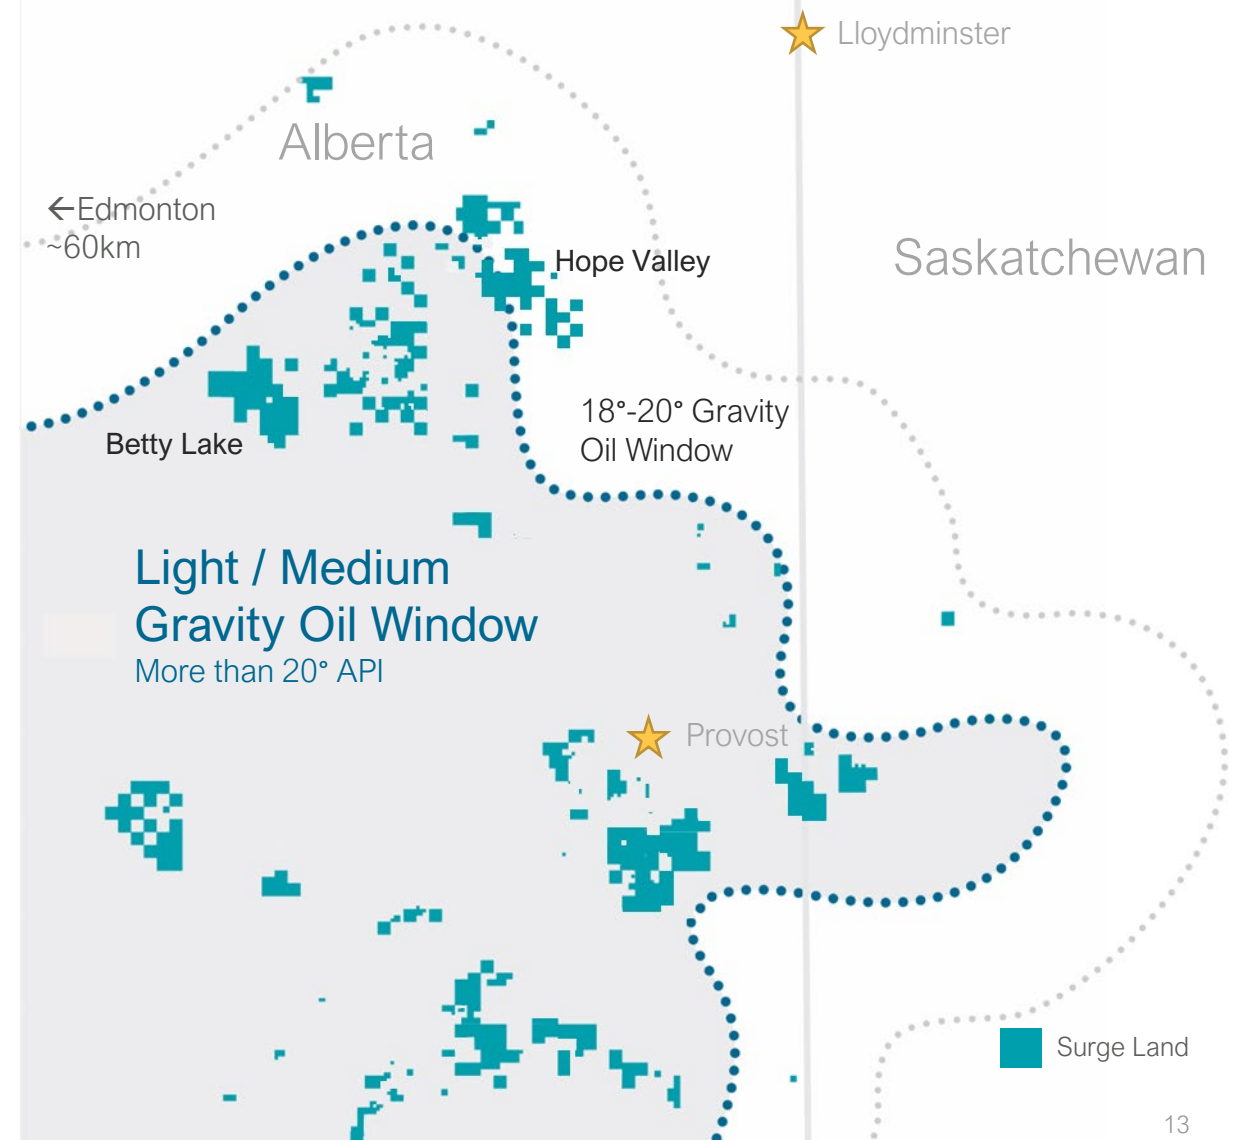 Lloydminster
Alberta
←Edmonton
~60km
Hope Valley
Saskatchewan
18°-20° Gravity
Oil Window
Betty Lake
Light / Medium
Gravity Oil Window
More than 20° API
Provost
Surge Land
13